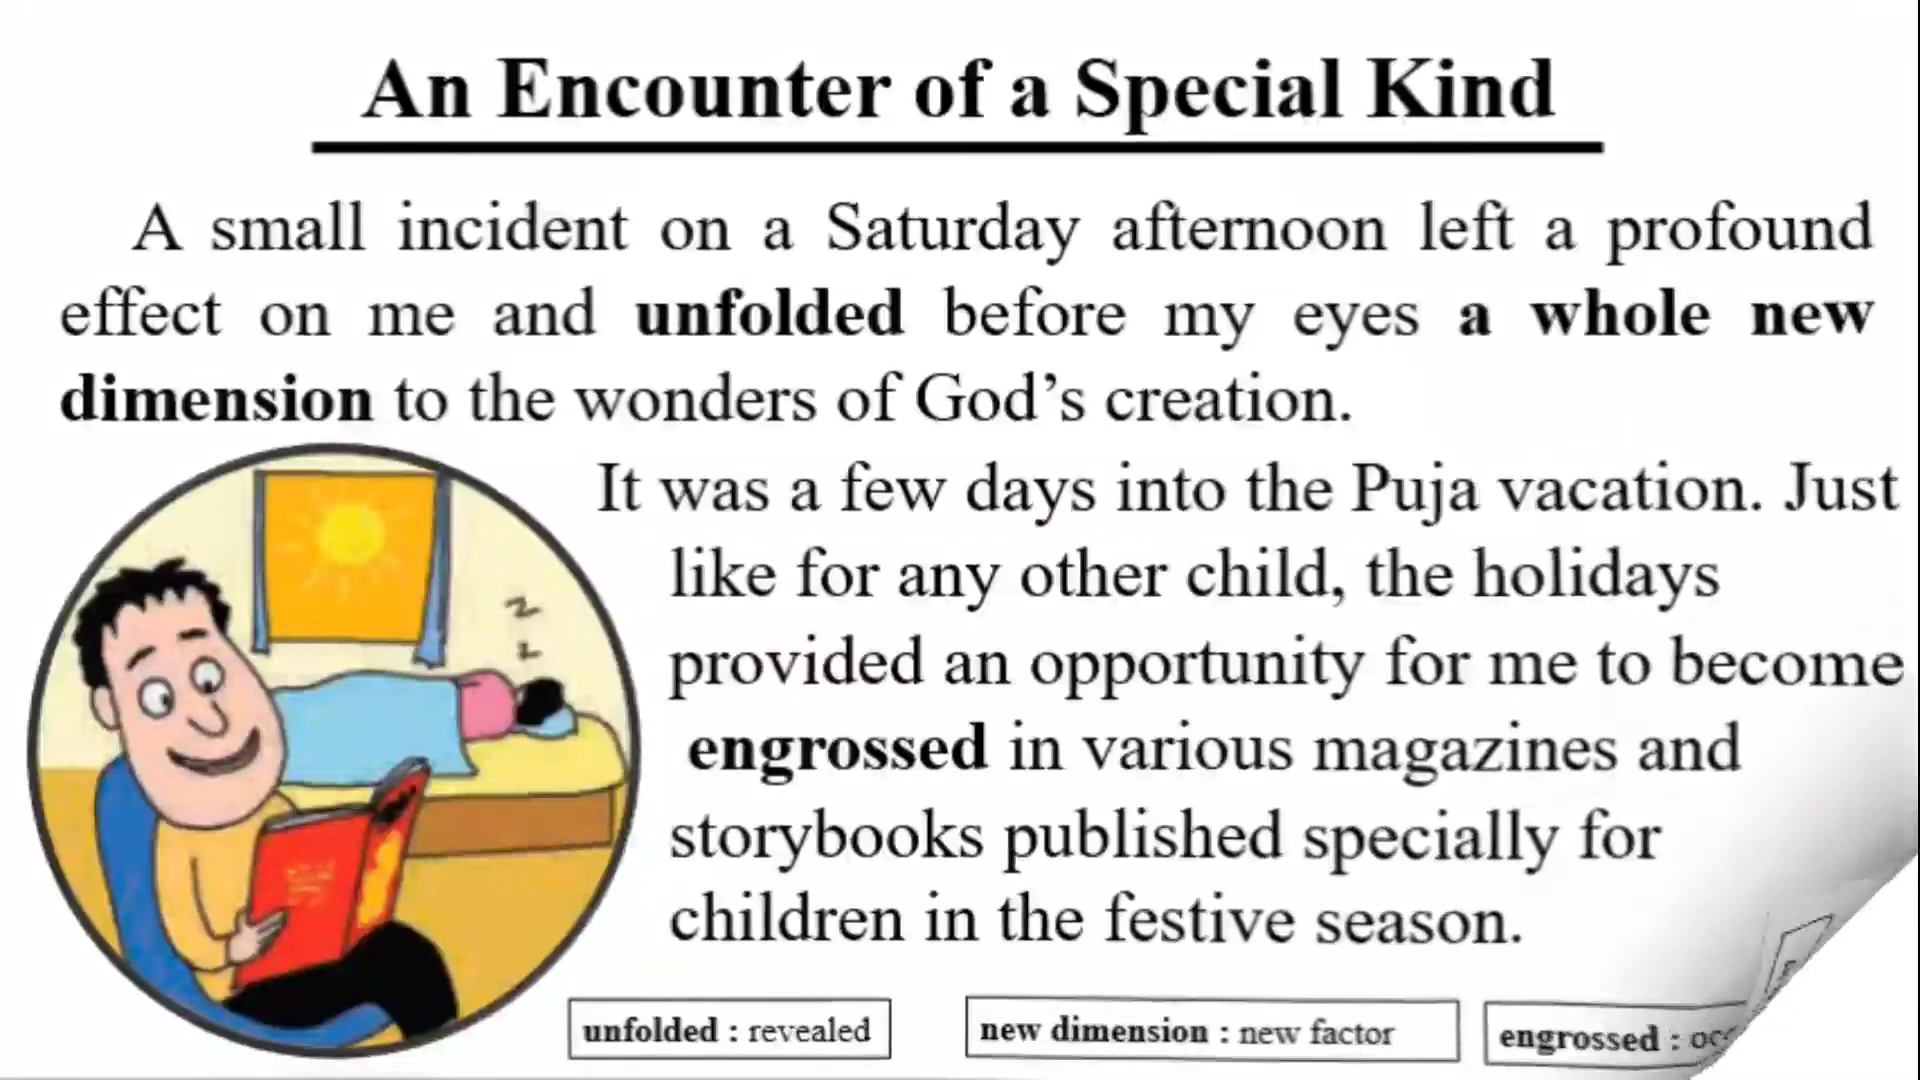 An Encounter of a Special Kind
A small incident on a Saturday afternoon left a profound
effect on me and unfolded before my eyes a whole new
dimension to the wonders of God's creation.
It was a few days into the Puja vacation. Just
like for any other child, the holidays
provided an opportunity for me to become
engrossed in various magazines and
storybooks published specially for
children in the festive season.
z
z
unfolded : revealed
new dimension : new factor
engrossed :